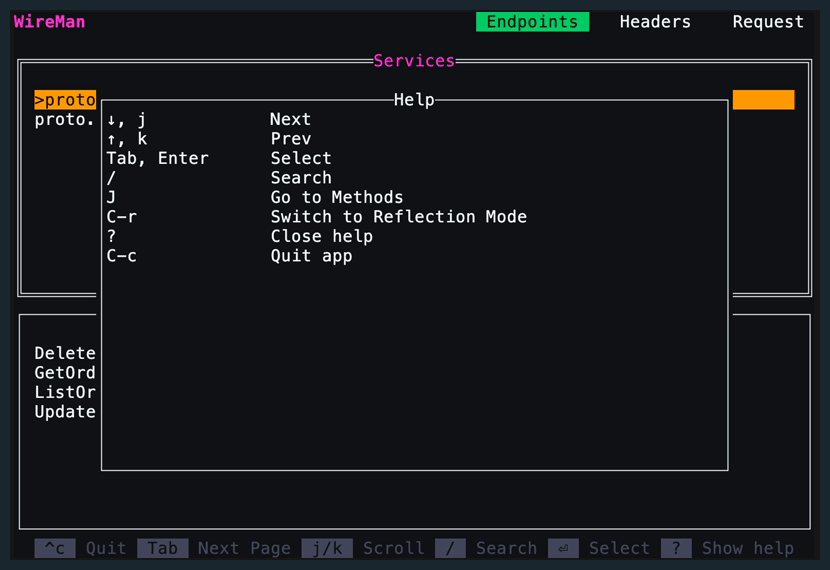 WireMan Endpoints Headers Request
Services
>proto
proto.
Help
↓, j Next
↑, k Prev
Tab, Enter Select
/ Search
J Go to Methods
C-r Switch to Reflection Mode
? Close help
C-c Quit app
Delete
GetOrd
ListOr
Update
^c Quit Tab Next Page j/k Scroll / Search ⏎ Select ? Show help